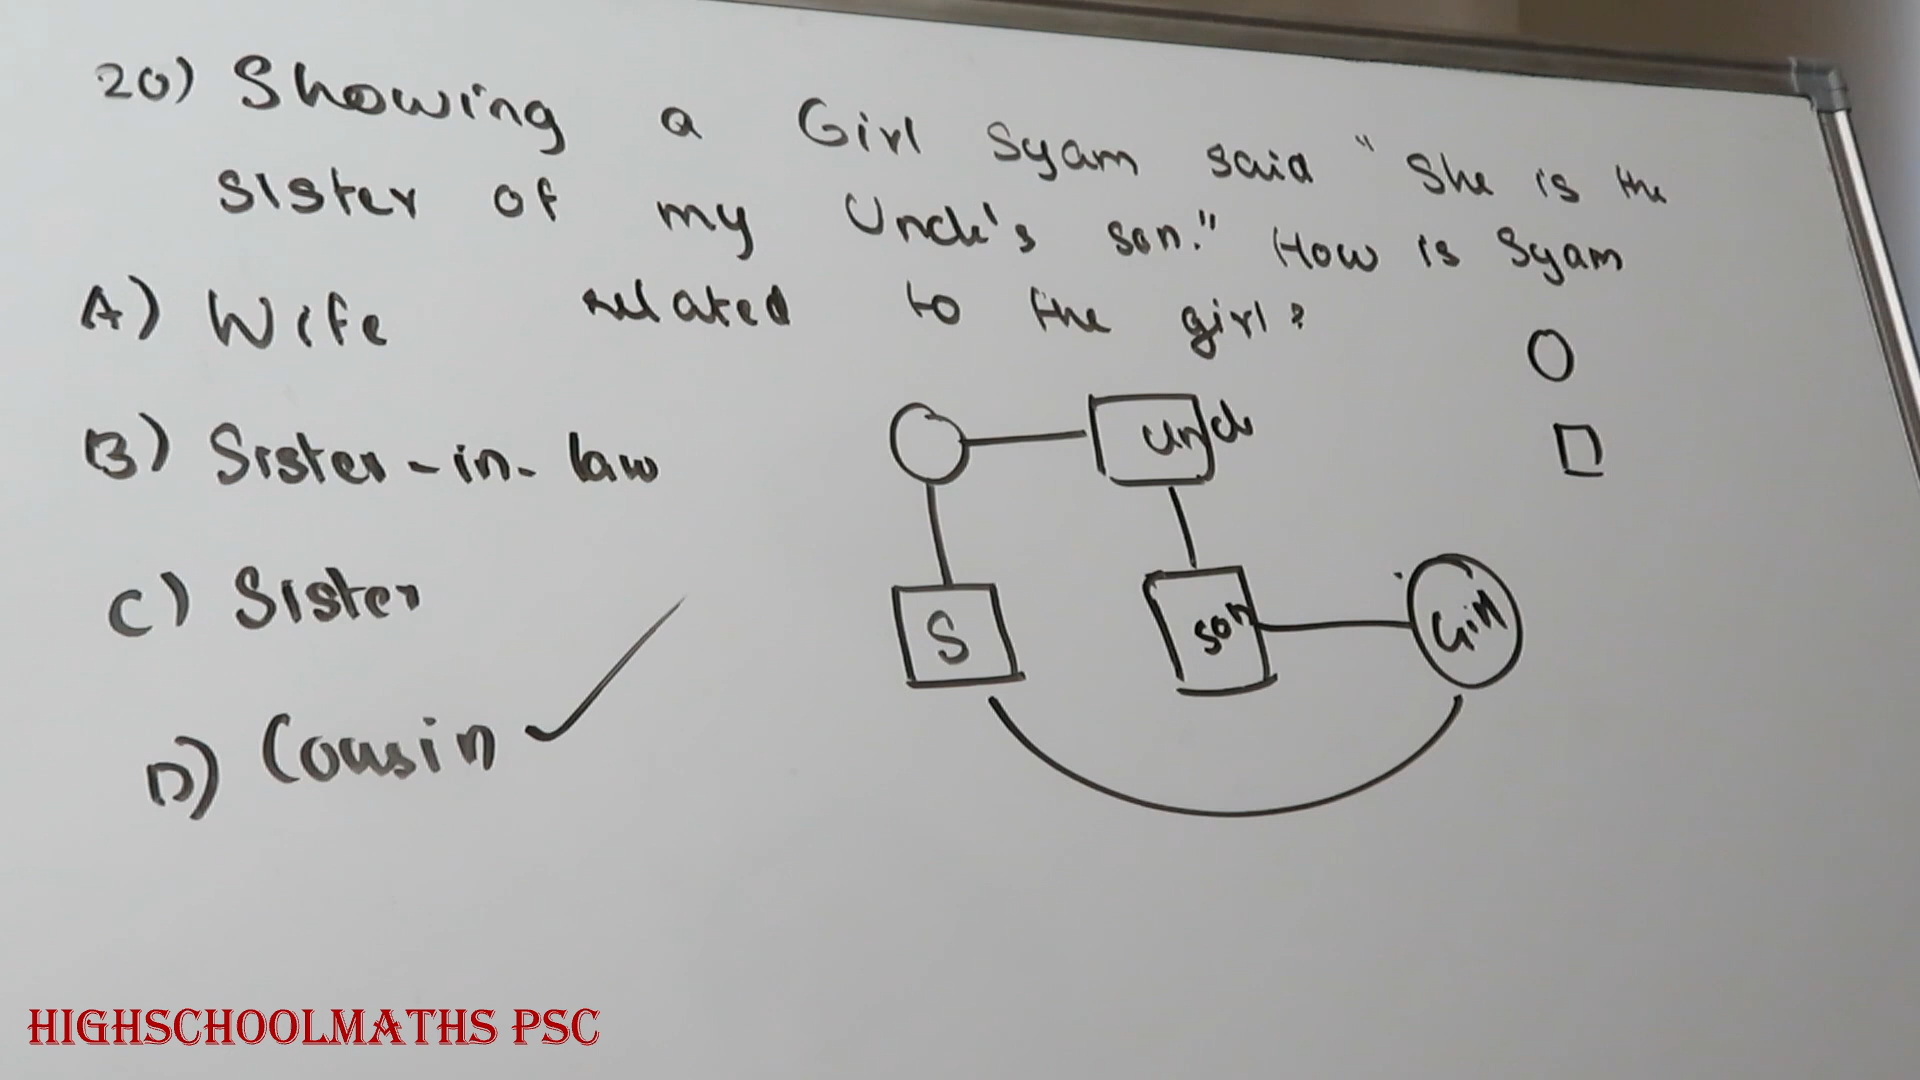 20) Showing a Girl Syam said "She is the
sister of my Uncle's son." How is Syam
related to the girl?
A) Wife
B) Sister-in-law
C) Sister
D) Cousin
Uncle
S
son
Girl
HIGHSCHOOLMATHS PSC